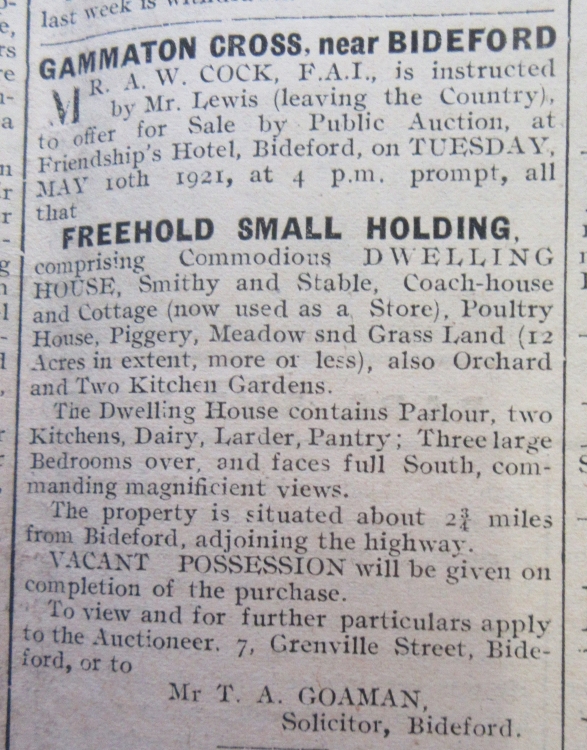 last week is
GAMMATON CROSS, near BIDEFORD
MR. A. W. COCK, F.A.I., is instructed
by Mr. Lewis (leaving the Country),
to offer for Sale by Public Auction, at
Friendship's Hotel, Bideford, on TUESDAY,
MAY 10th 1921, at 4 p.m. prompt, all
that
FREEHOLD SMALL HOLDING,
comprising Commodious DWELLING
HOUSE, Smithy and Stable, Coach-house
and Cottage (now used as a Store), Poultry
House, Piggery, Meadow snd Grass Land (12
Acres in extent, more or less), also Orchard
and Two Kitchen Gardens.
The Dwelling House contains Parlour, two
Kitchens, Dairy, Larder, Pantry; Three large
Bedrooms over, and faces full South, com-
manding magnificient views.
The property is situated about 2¾ miles
from Bideford, adjoining the highway.
VACANT POSSESSION will be given on
completion of the purchase.
To view and for further particulars apply
to the Auctioneer. 7, Grenville Street, Bide-
ford, or to
Mr T. A. GOAMAN,
Solicitor, Bideford.